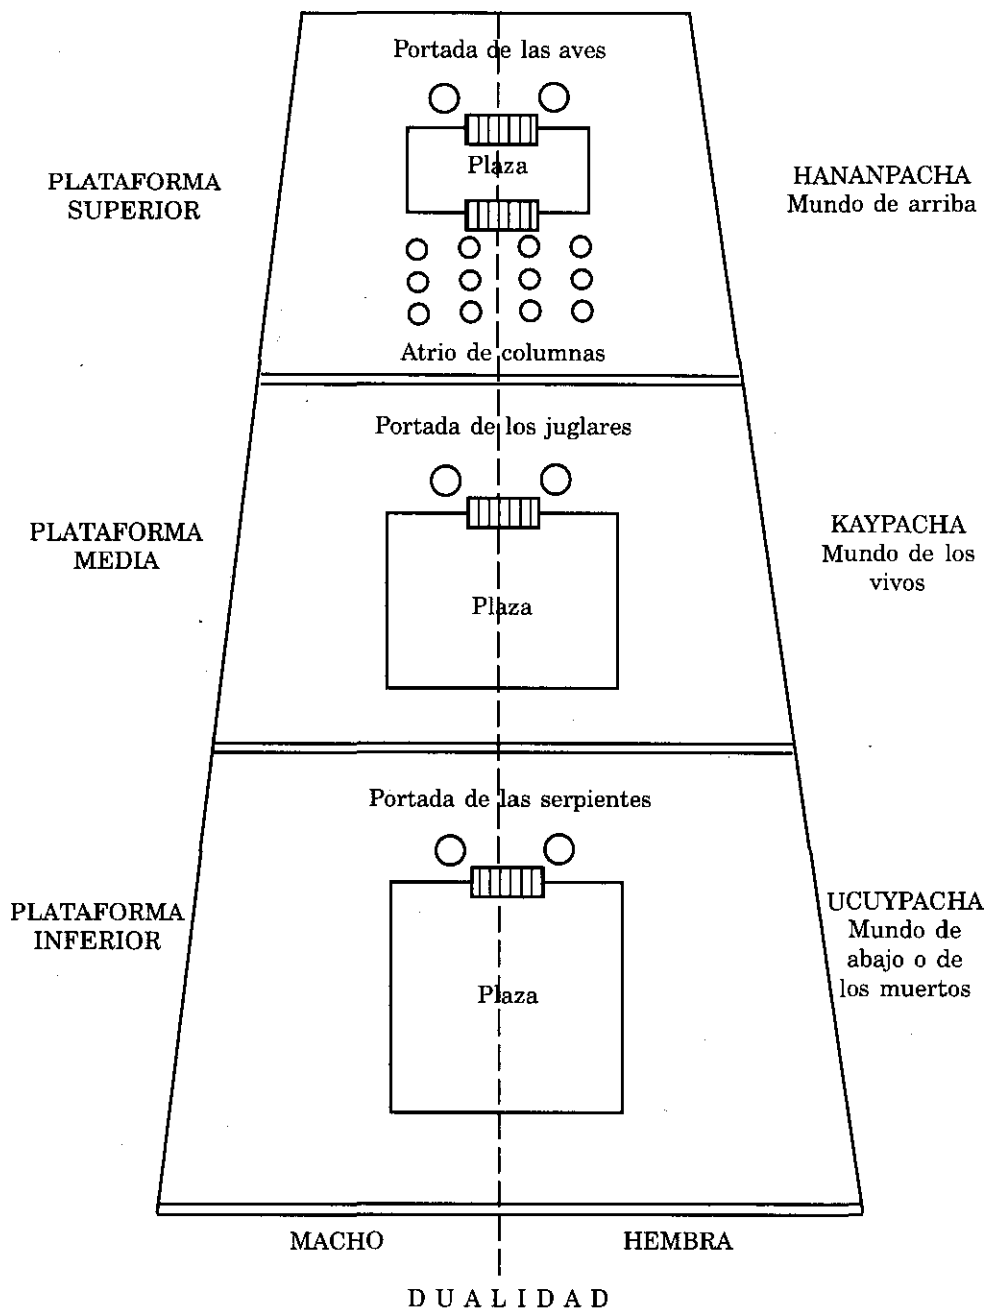 Portada de las aves
Plaza
PLATAFORMA
SUPERIOR
HANANPACHA
Mundo de arriba
Atrio de columnas
Portada de los juglares
PLATAFORMA
MEDIA
KAYPACHA
Mundo de los
vivos
Plaza
Portada de las serpientes
PLATAFORMA
INFERIOR
UCUYPACHA
Mundo de
abajo o de
los muertos
Plaza
MACHO
HEMBRA
DUALIDAD